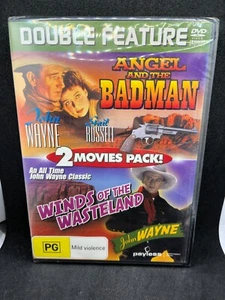 DOUBLE FEATURE
DVD
ANGEL
AND THE
BADMAN
John
WAYNE
Gail
RUSSELL
2 MOVIES PACK!
An All Time
John Wayne Classic
WINDS OF THE
WASTELAND
John WAYNE
PG
Mild violence
payless